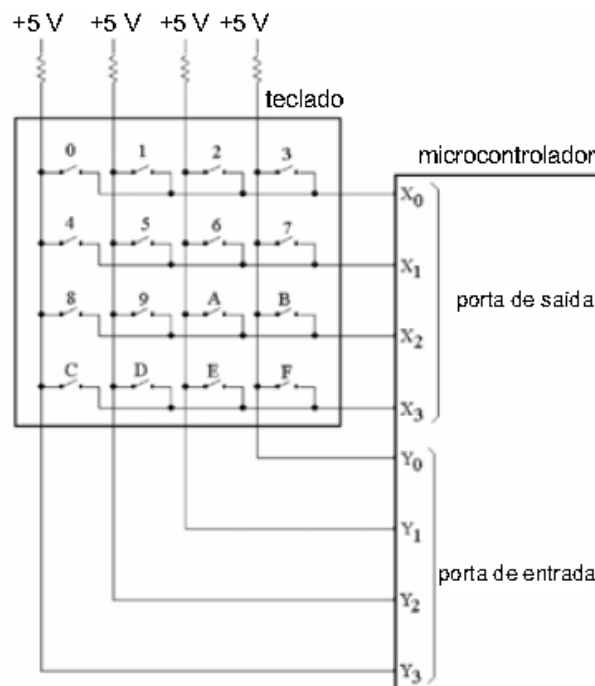 +5 V +5 V +5 V +5 V
teclado
microcontrolador
0 1 2 3
X0
4 5 6 7
X1
porta de saída
8 9 A B
X2
C D E F
X3
Y0
Y1
porta de entrada
Y2
Y3